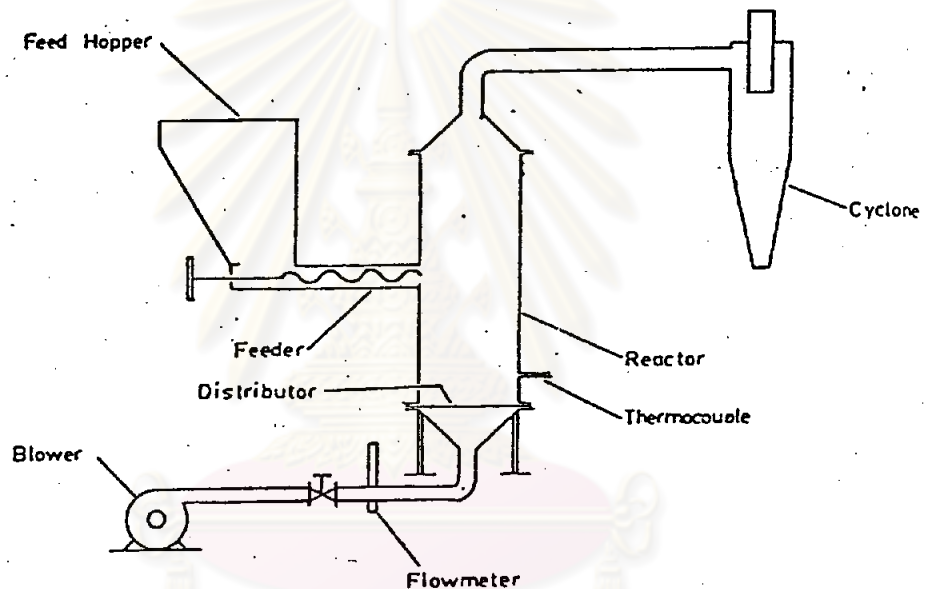 Feed Hopper
Cyclone
Feeder
Reactor
Distributor
Thermocouple
Blower
Flowmeter